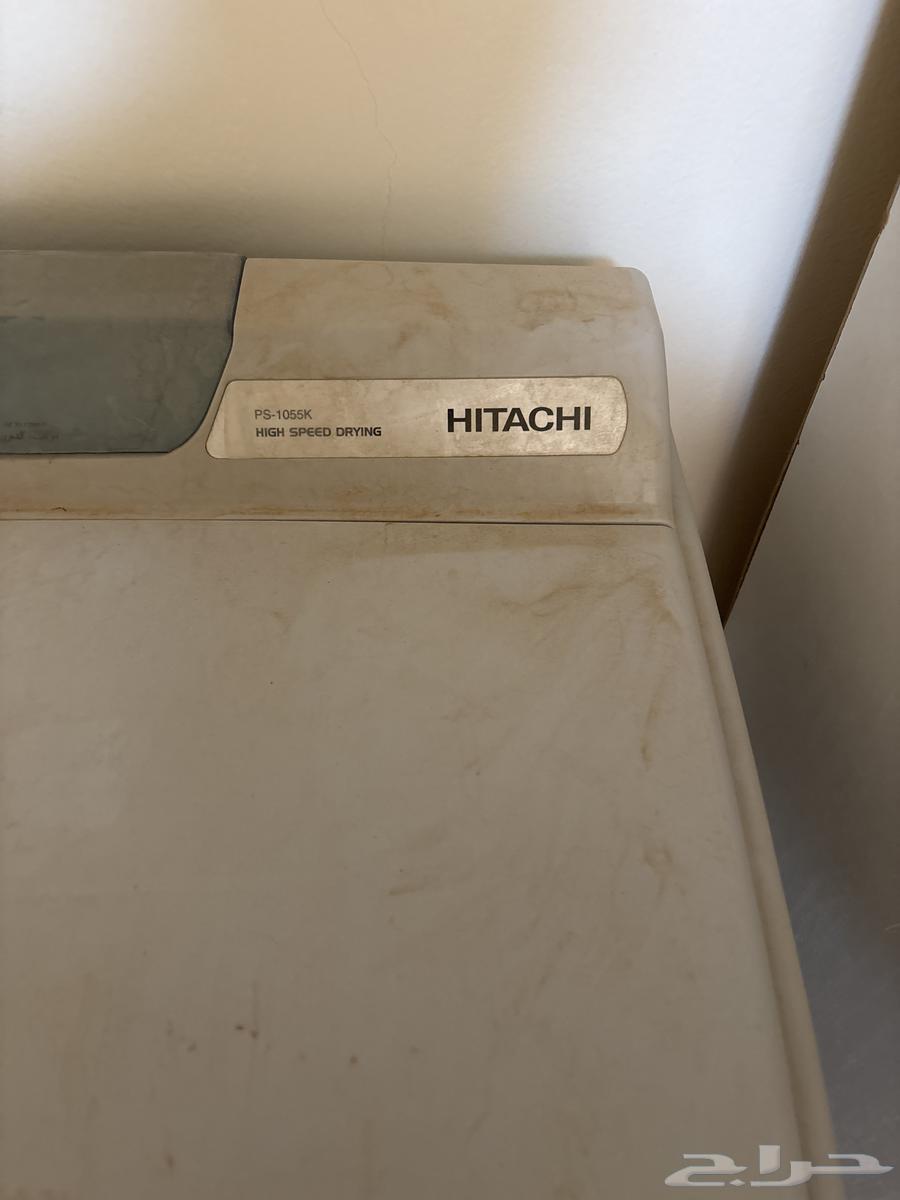 PS-1055K
HIGH SPEED DRYING
HITACHI
حراج